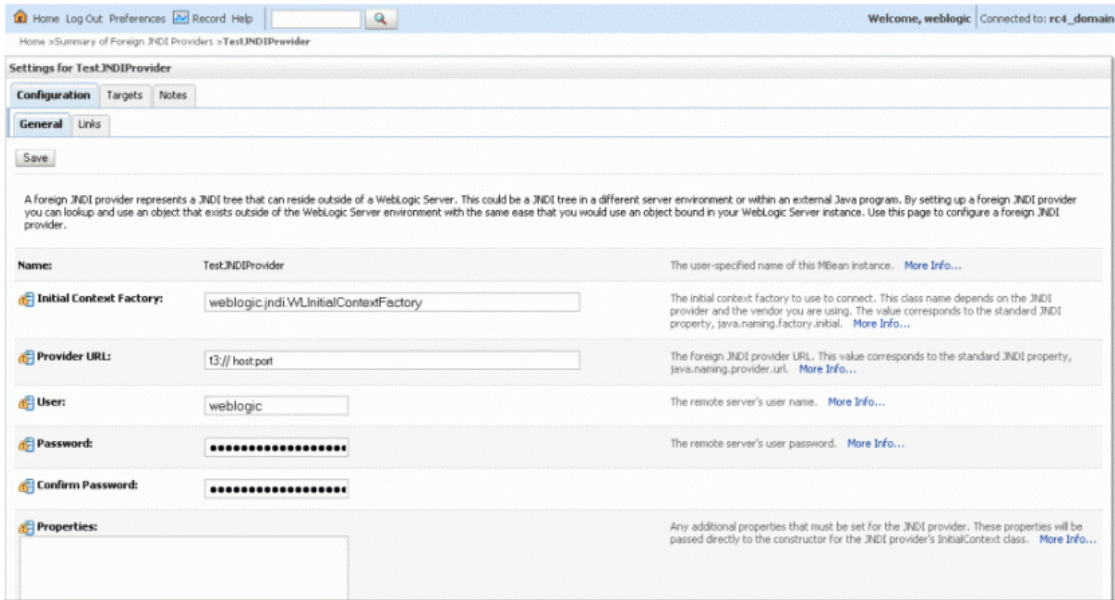 Home Log Out Preferences Record Help
Welcome, weblogic Connected to: rc4_domain
Home >Summary of Foreign JNDI Providers >TestJNDIProvider
Settings for TestJNDIProvider
Configuration Targets Notes
General Links
Save
A foreign JNDI provider represents a JNDI tree that can reside outside of a WebLogic Server. This could be a JNDI tree in a different server environment or within an external Java program. By setting up a foreign JNDI provider
you can lookup and use an object that exists outside of the WebLogic Server environment with the same ease that you would use an object bound in your WebLogic Server instance. Use this page to configure a foreign JNDI
provider.
Name: TestJNDIProvider The user-specified name of this MBean instance. More Info...
Initial Context Factory: weblogic.jndi.WLInitialContextFactory
The initial context factory to use to connect. This class name depends on the JNDI
provider and the vendor you are using. The value corresponds to the standard JNDI
property, java.naming.factory.initial. More Info...
Provider URL: t3:// host:port
The foreign JNDI provider URL. This value corresponds to the standard JNDI property,
java.naming.provider.url. More Info...
User: weblogic The remote server's user name. More Info...
Password: The remote server's user password. More Info...
Confirm Password:
Properties:
Any additional properties that must be set for the JNDI provider. These properties will be
passed directly to the constructor for the JNDI provider's InitialContext class. More Info...